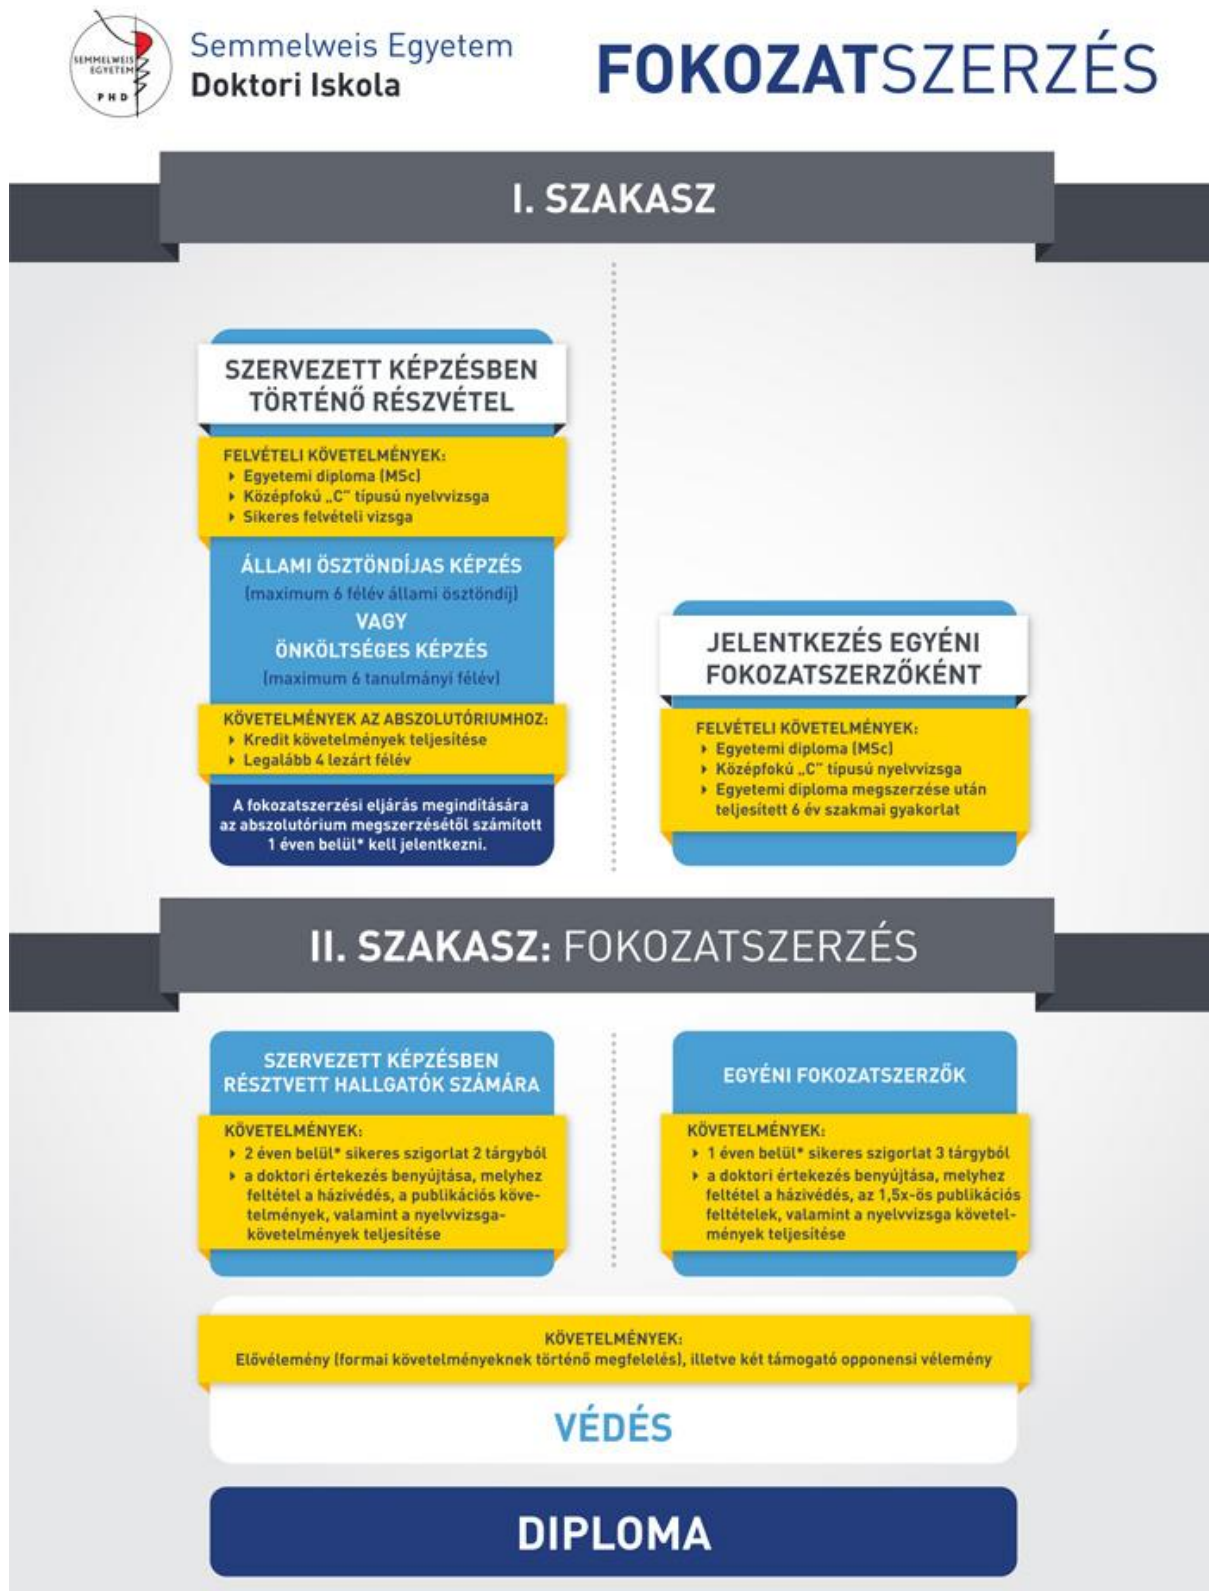 SEMMELWEIS
EGYETEM
PHD
Semmelweis Egyetem
Doktori Iskola
FOKOZATSZERZÉS
I. SZAKASZ
SZERVEZETT KÉPZÉSBEN
TÖRTÉNŐ RÉSZVÉTEL
FELVÉTELI KÖVETELMÉNYEK:
Egyetemi diploma (MSc)
Középfokú „C” típusú nyelvvizsga
Sikeres felvételi vizsga
ÁLLAMI ÖSZTÖNDÍJAS KÉPZÉS
(maximum 6 félév állami ösztöndíj)
VAGY
ÖNKÖLTSÉGES KÉPZÉS
(maximum 6 tanulmányi félév)
KÖVETELMÉNYEK AZ ABSZOLUTÓRIUMHOZ:
Kredit követelmények teljesítése
Legalább 4 lezárt félév
A fokozatszerzési eljárás megindítására
az abszolutórium megszerzésétől számított
1 éven belül* kell jelentkezni.
JELENTKEZÉS EGYÉNI
FOKOZATSZERZŐKÉNT
FELVÉTELI KÖVETELMÉNYEK:
Egyetemi diploma (MSc)
Középfokú „C” típusú nyelvvizsga
Egyetemi diploma megszerzése után
teljesített 6 év szakmai gyakorlat
II. SZAKASZ: FOKOZATSZERZÉS
SZERVEZETT KÉPZÉSBEN
RÉSZTVETT HALLGATÓK SZÁMÁRA
KÖVETELMÉNYEK:
2 éven belül* sikeres szigorlat 2 tárgyból
a doktori értekezés benyújtása, melyhez
feltétel a házivédés, a publikációs köve-
telmények, valamint a nyelvvizsga-
követelmények teljesítése
EGYÉNI FOKOZATSZERZŐK
KÖVETELMÉNYEK:
1 éven belül* sikeres szigorlat 3 tárgyból
a doktori értekezés benyújtása, melyhez
feltétel a házivédés, az 1,5x-ös publikációs
feltételek, valamint a nyelvvizsga követel-
mények teljesítése
KÖVETELMÉNYEK:
Elővélemény (formai követelményeknek történő megfelelés), illetve két támogató opponensi vélemény
VÉDÉS
DIPLOMA